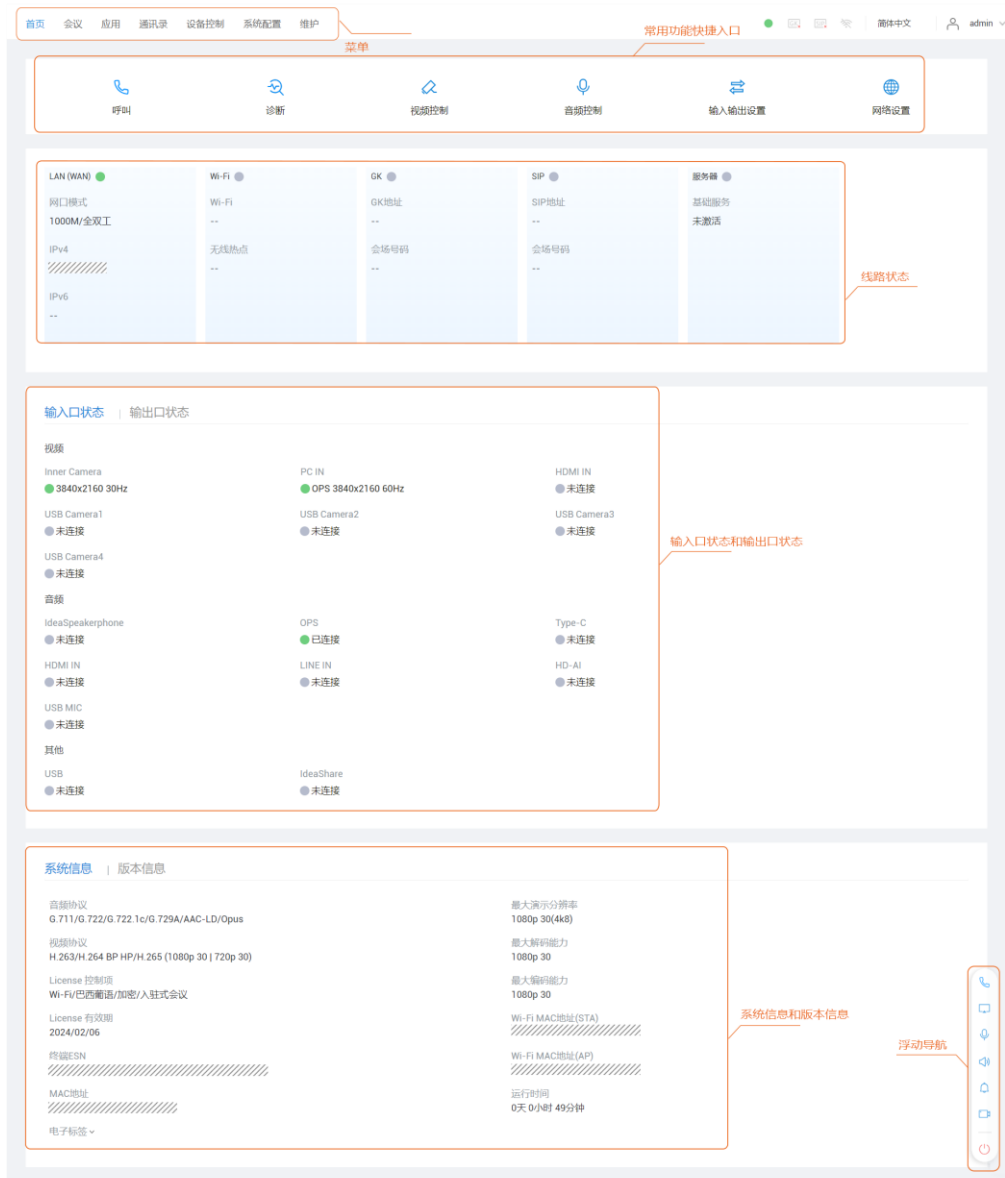 首页 会议 应用 通讯录 设备控制 系统配置 维护
常用功能快捷入口
简体中文 admin
菜单
呼叫 诊断 视频控制 音频控制 输入输出设置 网络设置
LAN (WAN) Wi-Fi GK SIP 服务器
网口模式 Wi-Fi GK地址 SIP地址 基础服务
1000M/全双工 -- -- -- 未激活
IPv4 无线热点 会场号码 会场号码
-- -- --
线路状态
IPv6
--
输入口状态 | 输出口状态
视频
Inner Camera PC IN HDMI IN
3840x2160 30Hz OPS 3840x2160 60Hz 未连接
USB Camera1 USB Camera2 USB Camera3
未连接 未连接 未连接
输入口状态和输出口状态
USB Camera4
未连接
音频
IdeaSpeakerphone OPS Type-C
未连接 已连接 未连接
HDMI IN LINE IN HD-AI
未连接 未连接 未连接
USB MIC
未连接
其他
USB IdeaShare
未连接 未连接
系统信息 | 版本信息
音频协议 最大演示分辨率
G.711/G.722/G.722.1c/G.729A/AAC-LD/Opus 1080p 30(4k8)
视频协议 最大解码能力
H.263/H.264 BP HP/H.265 (1080p 30 | 720p 30) 1080p 30
License 控制项 最大编码能力
Wi-Fi/巴西葡语/加密/入驻式会议 1080p 30
License 有效期 Wi-Fi MAC地址(STA)
系统信息和版本信息
2024/02/06
浮动导航
终端ESN Wi-Fi MAC地址(AP)
MAC地址 运行时间
0天 0小时 49分钟
电子标签